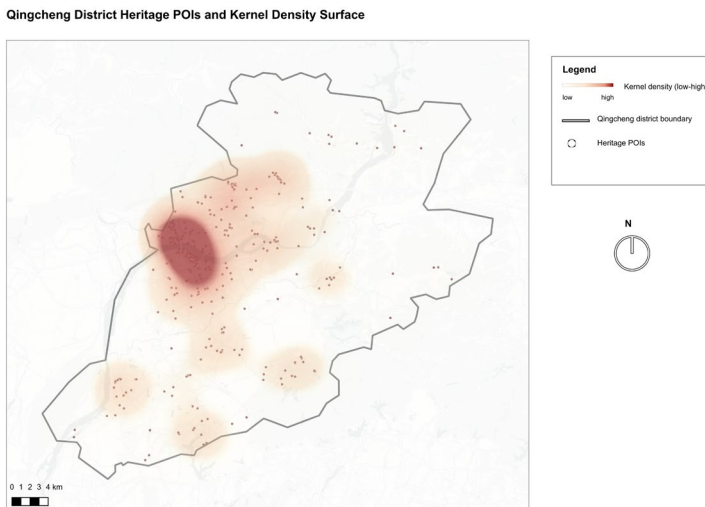 Qingcheng District Heritage POIs and Kernel Density Surface
Legend
Kernel density (low-high
low high
Qingcheng district boundary
Heritage POIs
N
0 1 2 3 4 km